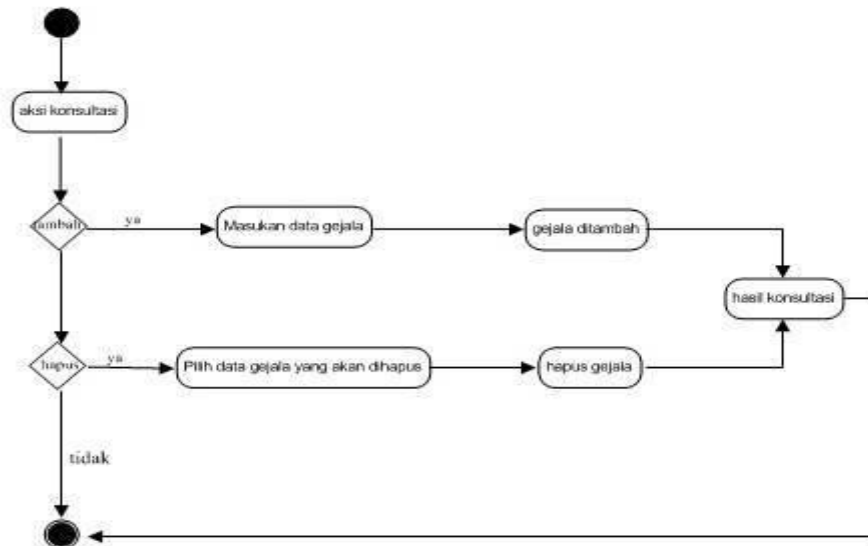 aksi konsultasi
tambah
ya
Masukan data gejala
gejala ditambah
hasil konsultasi
hapus
ya
Pilih data gejala yang akan dihapus
hapus gejala
tidak